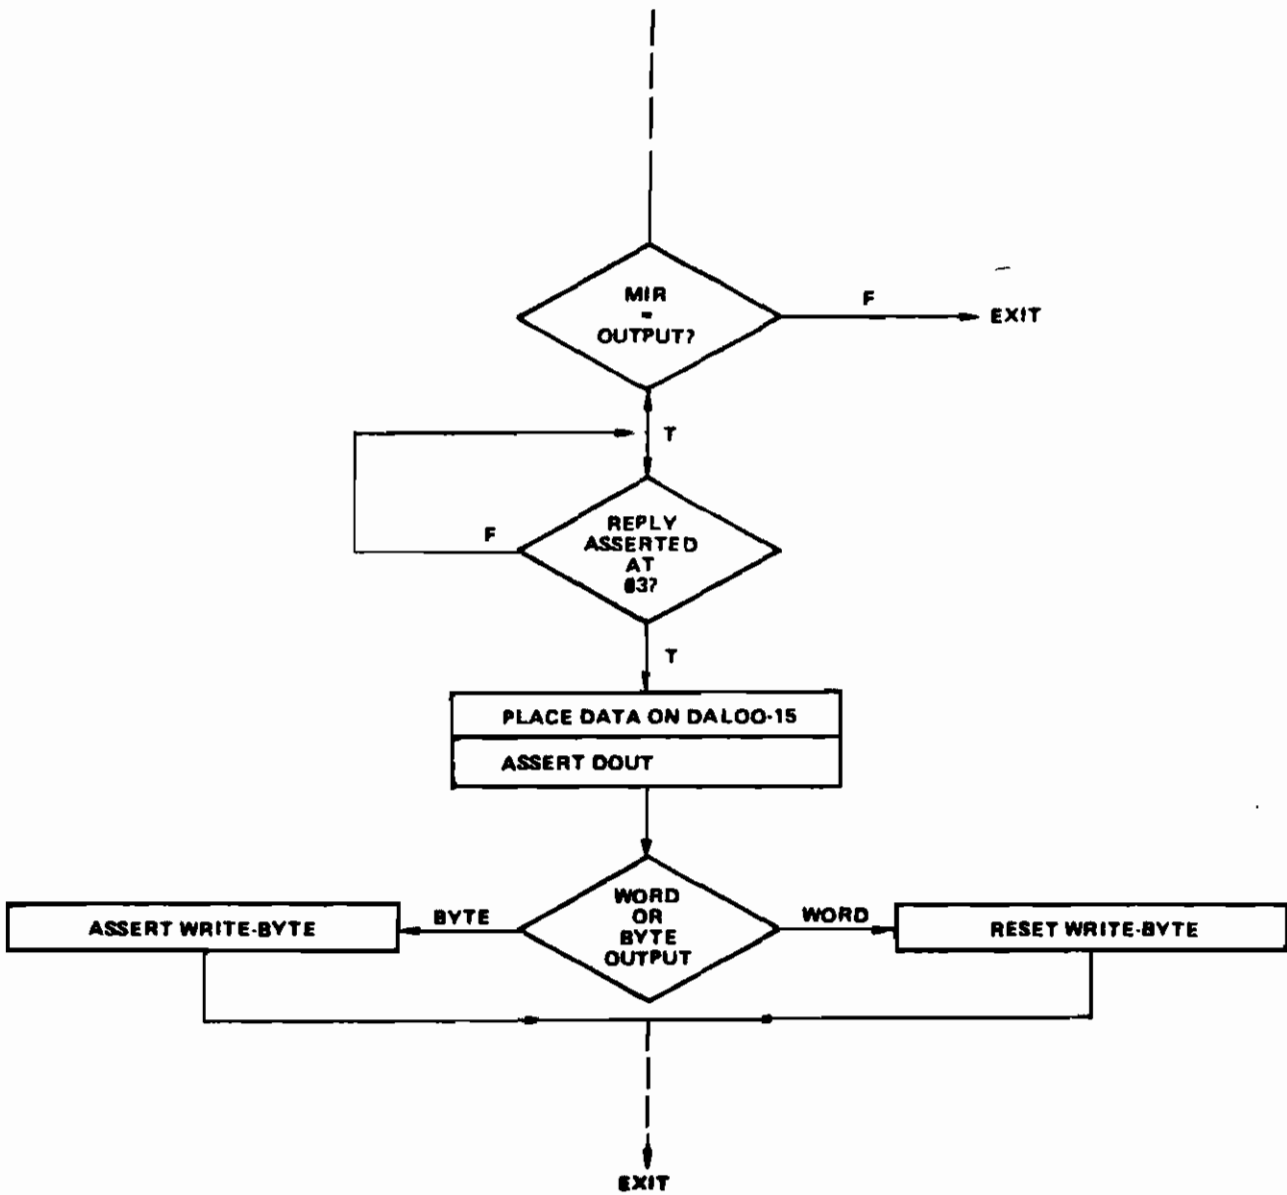 MIR
=
OUTPUT?
F
EXIT
T
REPLY
ASSERTED
AT
F
T
PLACE DATA ON DAL00-15
ASSERT DOUT
WORD
OR
BYTE
OUTPUT
BYTE
WORD
ASSERT WRITE-BYTE
RESET WRITE-BYTE
EXIT